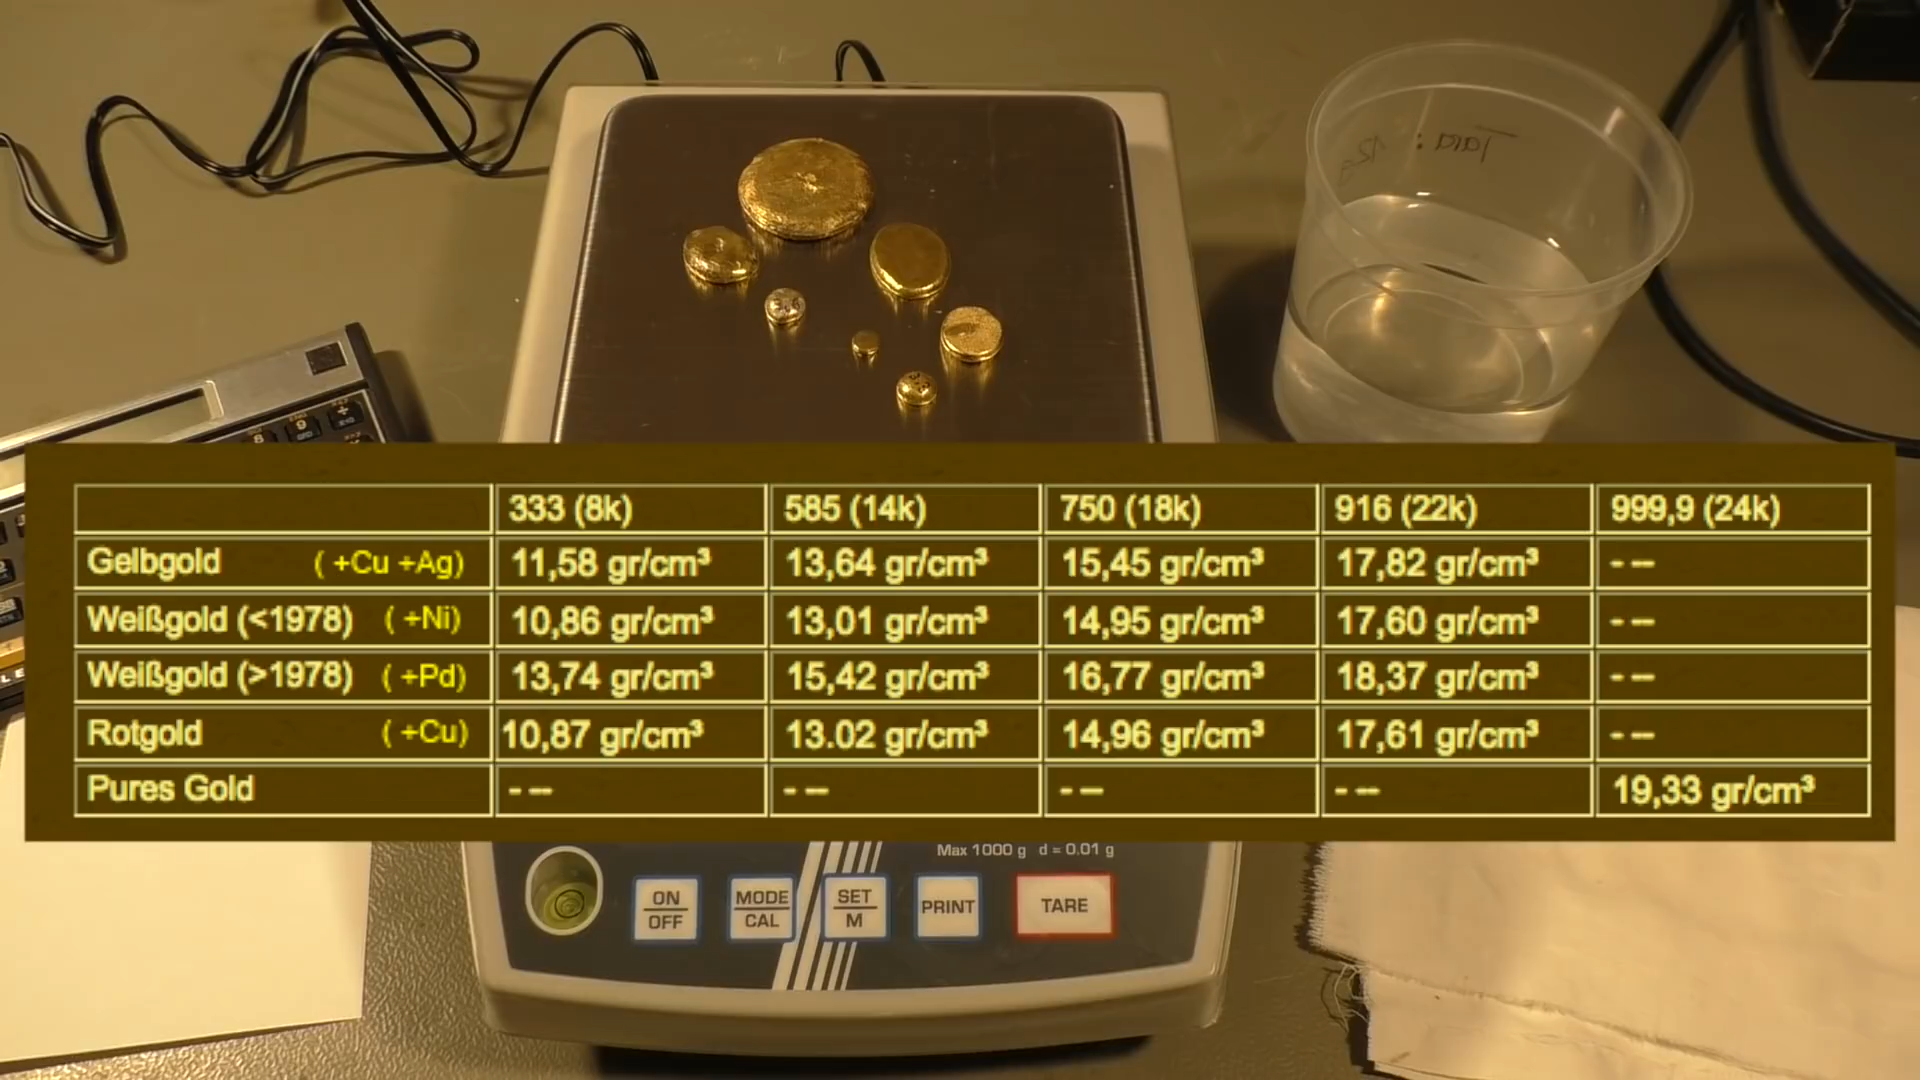 Tara: 12g
8 9 ÷
333 (8k) 585 (14k) 750 (18k) 916 (22k) 999,9 (24k)
Gelbgold ( +Cu +Ag) 11,58 gr/cm³ 13,64 gr/cm³ 15,45 gr/cm³ 17,82 gr/cm³ - --
Weißgold (<1978) ( +Ni) 10,86 gr/cm³ 13,01 gr/cm³ 14,95 gr/cm³ 17,60 gr/cm³ - --
Weißgold (>1978) ( +Pd) 13,74 gr/cm³ 15,42 gr/cm³ 16,77 gr/cm³ 18,37 gr/cm³ - --
Rotgold ( +Cu) 10,87 gr/cm³ 13.02 gr/cm³ 14,96 gr/cm³ 17,61 gr/cm³ - --
Pures Gold - -- - -- - -- - -- 19,33 gr/cm³
Max 1000 g d = 0.01 g
ON MODE SET PRINT TARE
OFF CAL M